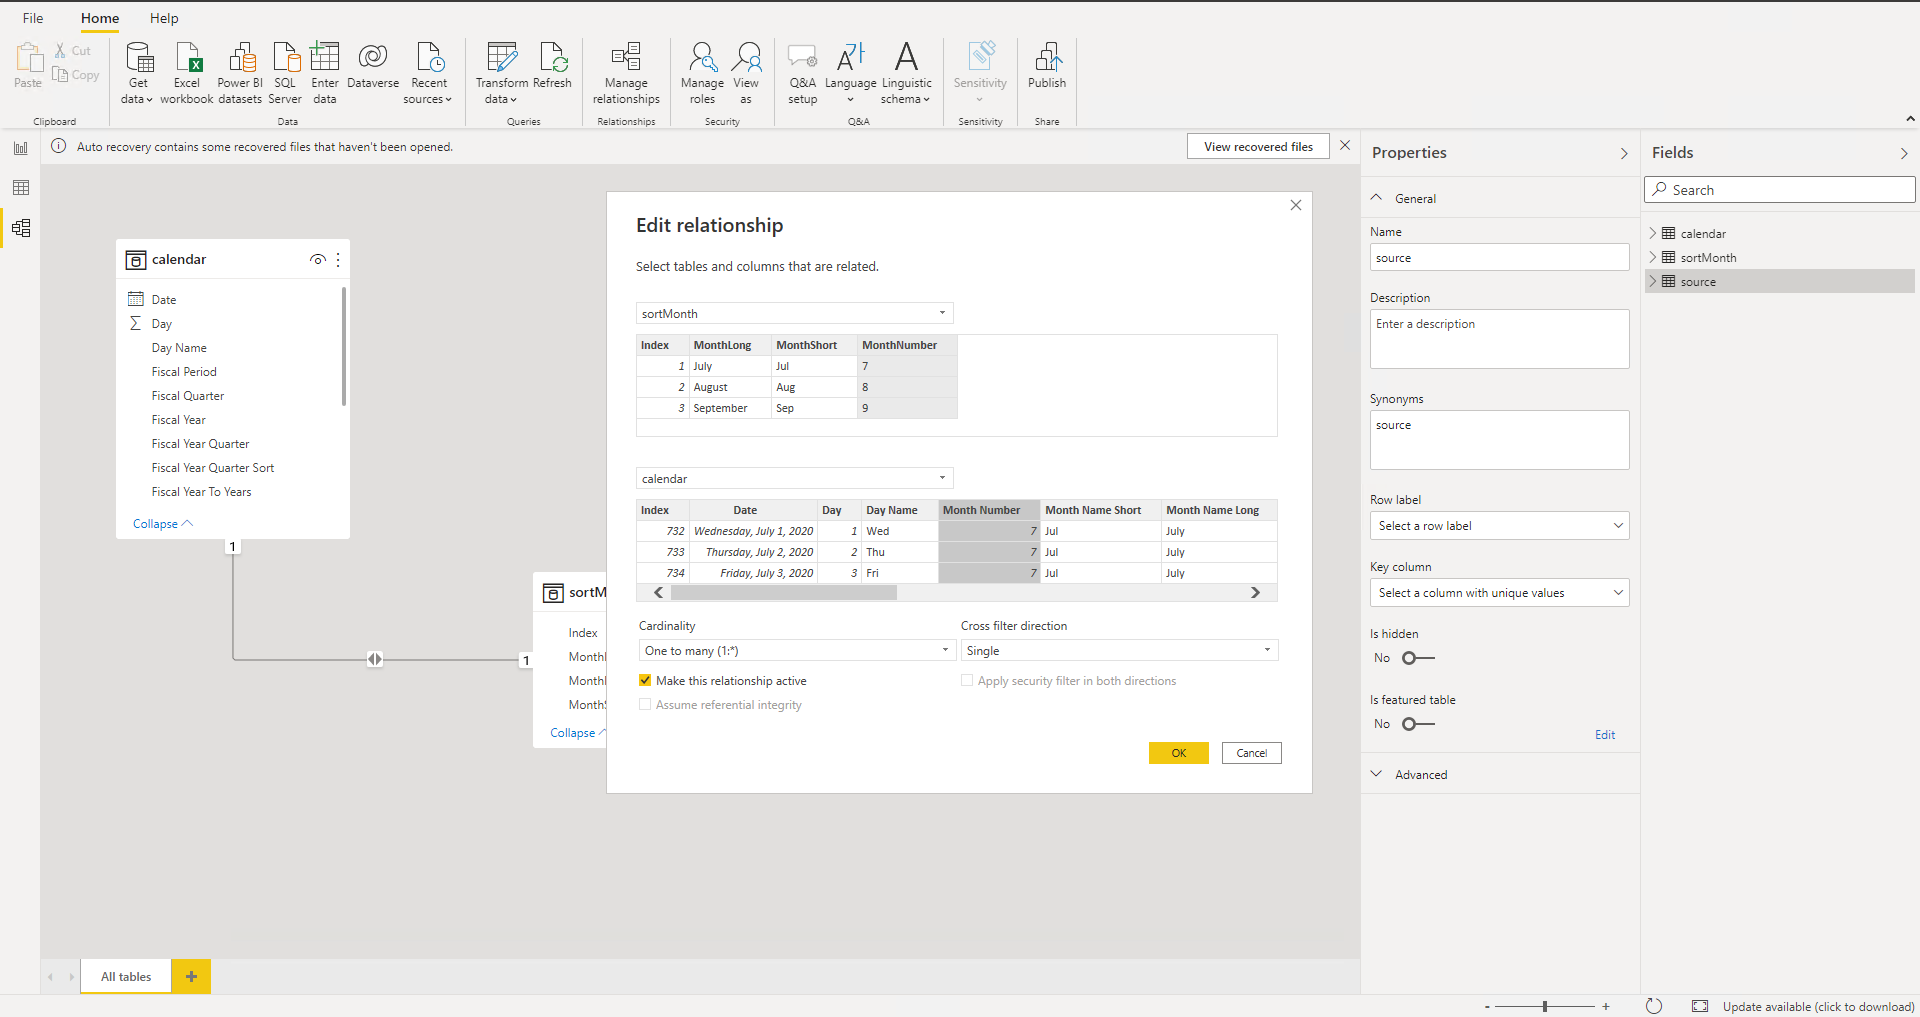 File Home Help
Paste
Cut
Copy
Clipboard
Get data
Excel workbook
Power BI datasets
SQL Server
Enter data
Dataverse
Recent sources
Data
Transform data
Refresh
Queries
Manage relationships
Relationships
Manage roles
View as
Security
Q&A setup
Language
Linguistic schema
Q&A
Sensitivity
Sensitivity
Publish
Share
Auto recovery contains some recovered files that haven't been opened.
View recovered files
calendar
Date
Day
Day Name
Fiscal Period
Fiscal Quarter
Fiscal Year
Fiscal Year Quarter
Fiscal Year Quarter Sort
Fiscal Year To Years
Collapse
1
1
sortM
Index
Monthl
Monthl
MonthS
Collapse
Edit relationship
Select tables and columns that are related.
sortMonth
Index MonthLong MonthShort MonthNumber
1 July Jul 7
2 August Aug 8
3 September Sep 9
calendar
Index Date Day Day Name Month Number Month Name Short Month Name Long
732 Wednesday, July 1, 2020 1 Wed 7 Jul July
733 Thursday, July 2, 2020 2 Thu 7 Jul July
734 Friday, July 3, 2020 3 Fri 7 Jul July
Cardinality
One to many (1:*)
Cross filter direction
Single
Make this relationship active
Apply security filter in both directions
Assume referential integrity
OK
Cancel
Properties
General
Name
source
Description
Enter a description
Synonyms
source
Row label
Select a row label
Key column
Select a column with unique values
Is hidden
No
Is featured table
No
Edit
Advanced
Fields
Search
calendar
sortMonth
source
All tables
+
- +
Update available (click to download)